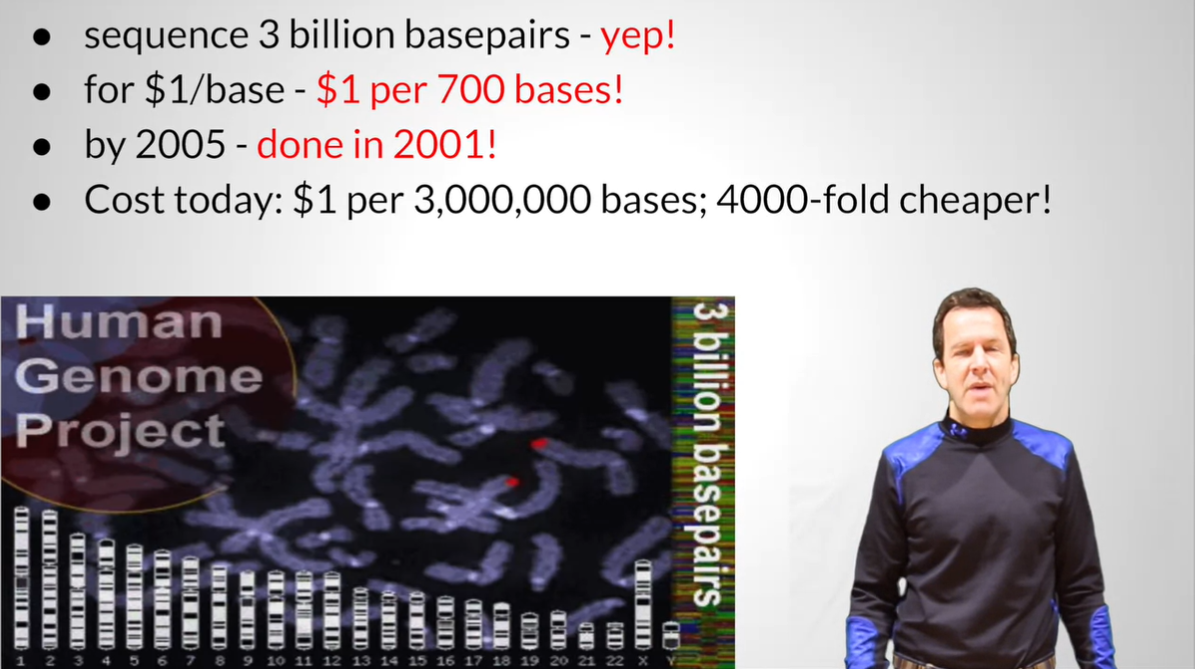 ● sequence 3 billion basepairs - yep!
● for $1/base - $1 per 700 bases!
● by 2005 - done in 2001!
● Cost today: $1 per 3,000,000 bases; 4000-fold cheaper!
Human
Genome
Project
3 billion basepairs
1 2 3 4 5 6 7 8 9 10 11 12 13 14 15 16 17 18 19 20 21 22 X Y